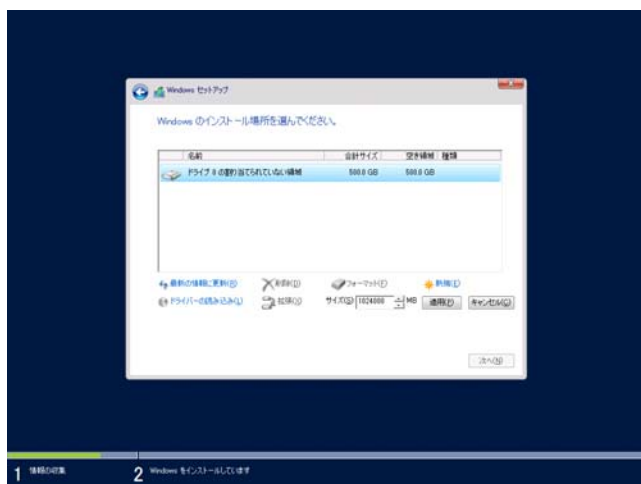 Windows セットアップ
Windows のインストール場所を選んでください。
名前 合計サイズ 空き領域 種類
ドライブ 0 の割り当てられていない領域 500.0 GB 500.0 GB
最新の情報に更新(R) 削除(D) フォーマット(F) 新規(E)
ドライバーの読み込み(L) 拡張(X) サイズ(S) 1024000 MB 適用(P) キャンセル(C)
次へ(N)
1 情報の収集 2 Windows をインストールしています